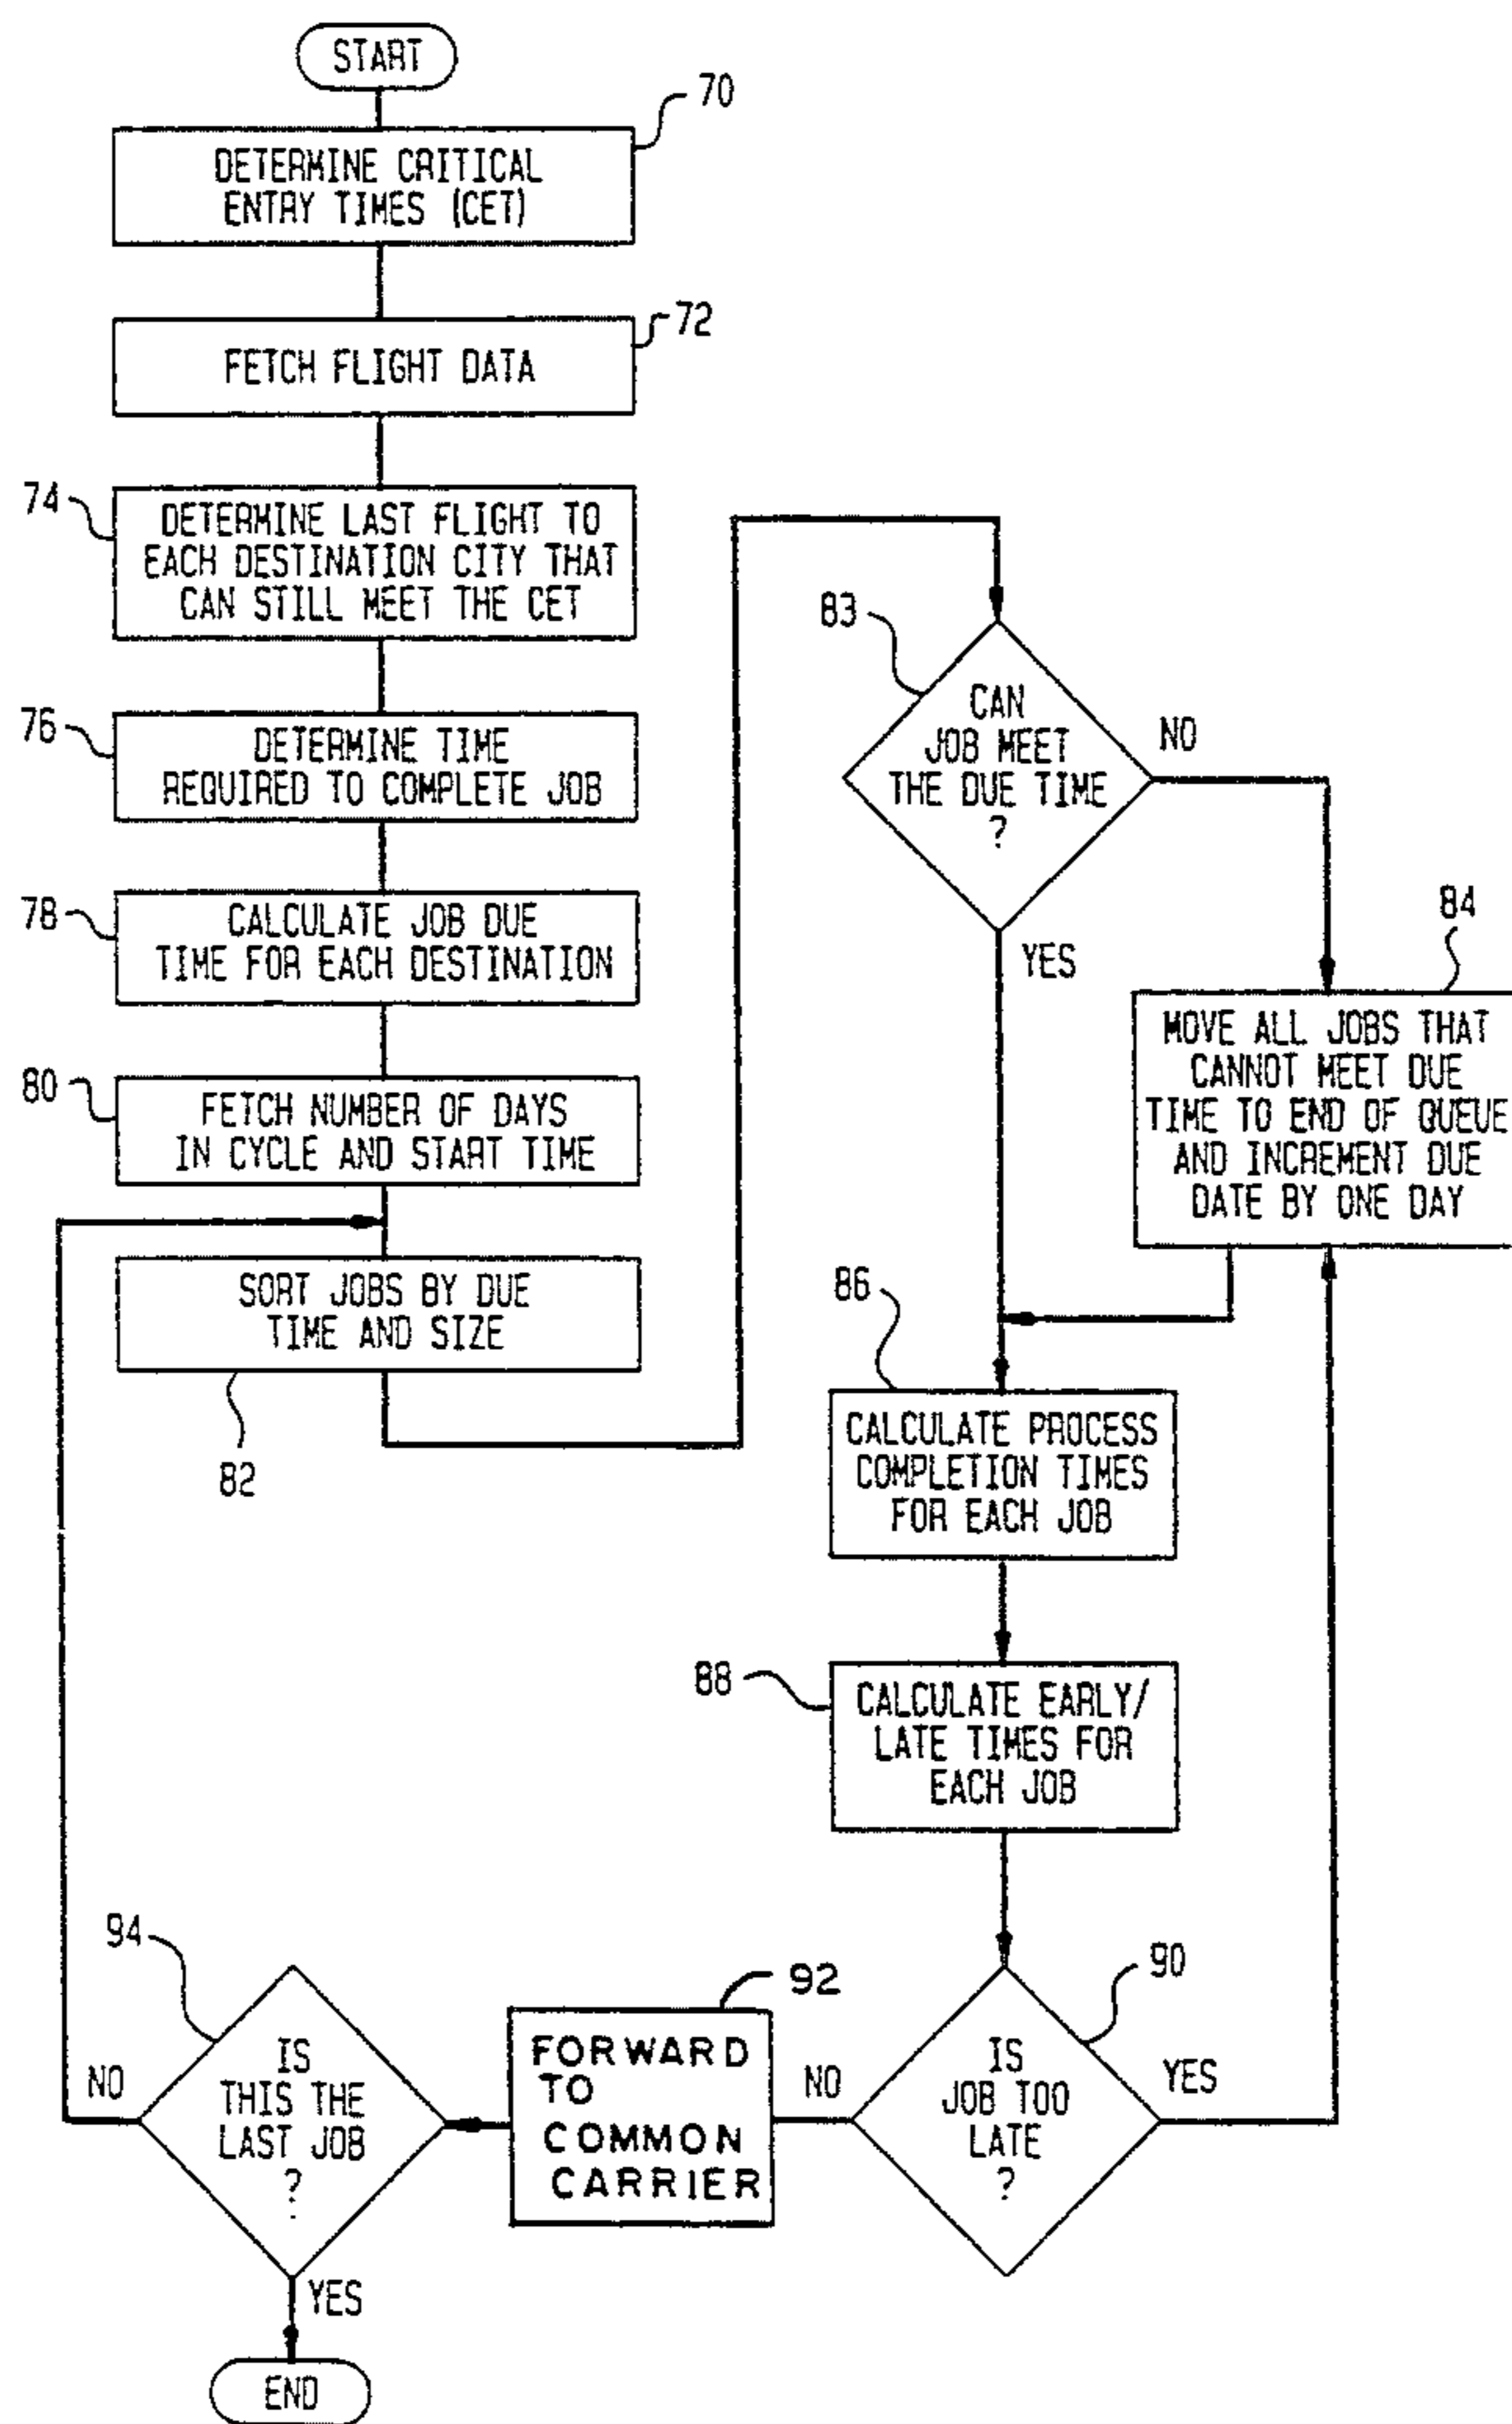 START
70
DETERMINE CRITICAL
ENTRY TIMES (CET)
72
FETCH FLIGHT DATA
74
DETERMINE LAST FLIGHT TO
EACH DESTINATION CITY THAT
CAN STILL MEET THE CET
76
DETERMINE TIME
REQUIRED TO COMPLETE JOB
78
CALCULATE JOB DUE
TIME FOR EACH DESTINATION
80
FETCH NUMBER OF DAYS
IN CYCLE AND START TIME
SORT JOBS BY DUE
TIME AND SIZE
82
83
CAN
JOB MEET
THE DUE TIME
?
NO
YES
84
MOVE ALL JOBS THAT
CANNOT MEET DUE
TIME TO END OF QUEUE
AND INCREMENT DUE
DATE BY ONE DAY
86
CALCULATE PROCESS
COMPLETION TIMES
FOR EACH JOB
88
CALCULATE EARLY/
LATE TIMES FOR
EACH JOB
90
IS
JOB TOO
LATE
?
YES
NO
92
FORWARD
TO
COMMON
CARRIER
94
IS
THIS THE
LAST JOB
?
NO
YES
END